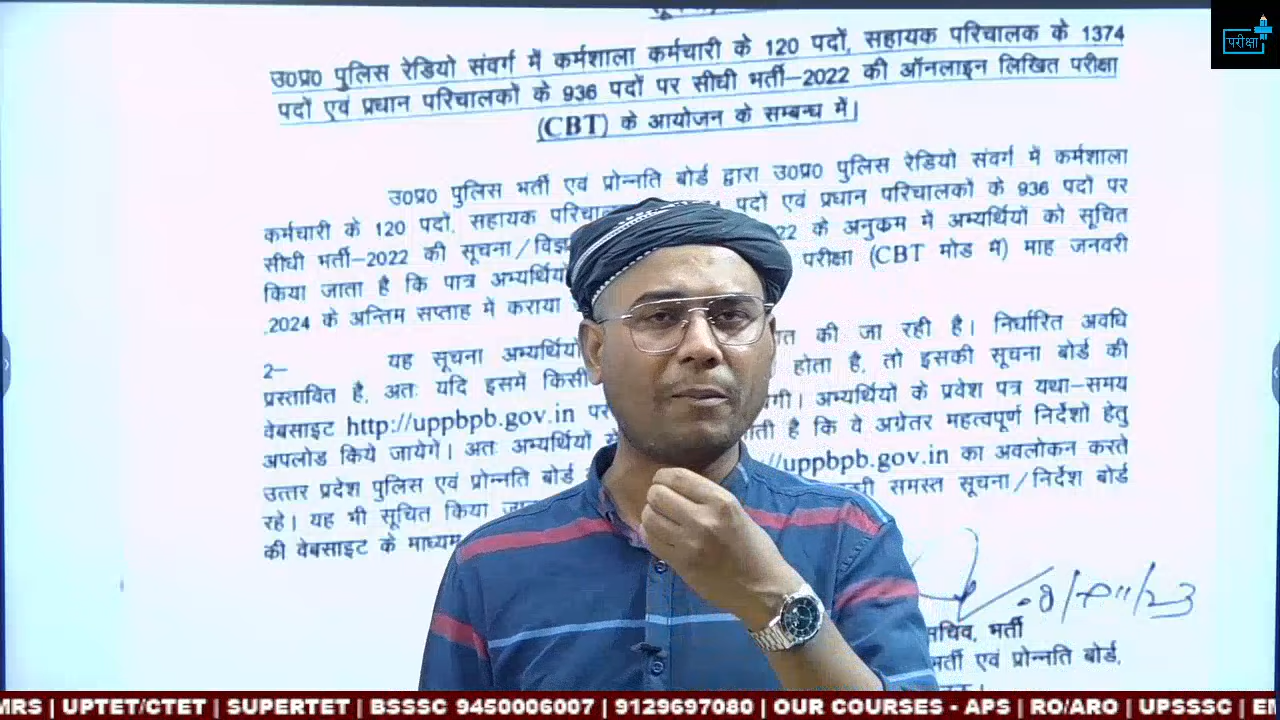 परीक्षा
उ0प्र0 पुलिस रेडियो संवर्ग में कर्मशाला कर्मचारी के 120 पदों, सहायक परिचालक के 1374
पदों एवं प्रधान परिचालकों के 936 पदों पर सीधी भर्ती–2022 की ऑनलाइन लिखित परीक्षा
(CBT) के आयोजन के सम्बन्ध में|
उ0प्र0 पुलिस भर्ती एवं प्रोन्नति बोर्ड द्वारा उ0प्र0 पुलिस रेडियो संवर्ग में कर्मशाला
कर्मचारी के 120 पदों, सहायक पदों एवं प्रधान परिचालकों के 936 पदों पर
सीधी भर्ती–2022 की सूचना/ 22 के अनुक्रम में अभ्यर्थियों को सूचित
किया जाता है कि पात्र परीक्षा (CBT मोड में) माह जनवरी
2024 के अन्तिम सप्ताह में कराया
2– यह सूचना की जा रही है। निर्धारित अवधि
प्रस्तावित है, अतः यदि इसमें किसी होता है, तो इसकी सूचना बोर्ड की
वेबसाइट http://uppbpb.gov.in पर अभ्यर्थियों के प्रवेश पत्र यथा–समय
अपलोड किये जायेगे। अतः अभ्यर्थियों है कि वे अग्रेतर महत्वपूर्ण निर्देशों हेतु
उत्तर प्रदेश पुलिस एवं प्रोन्नति बोर्ड /uppbpb.gov.in का अवलोकन करते
रहे। यह भी सूचित किया समस्त सूचना/निर्देश बोर्ड
की वेबसाइट के माध्यम
सचिव, भर्ती
भर्ती एवं प्रोन्नति बोर्ड,
MRS | UPTET/CTET | SUPERTET | BSSSC 9450006007 | 9129697080 | OUR COURSES - APS | RO/ARO | UPSSSC | EM